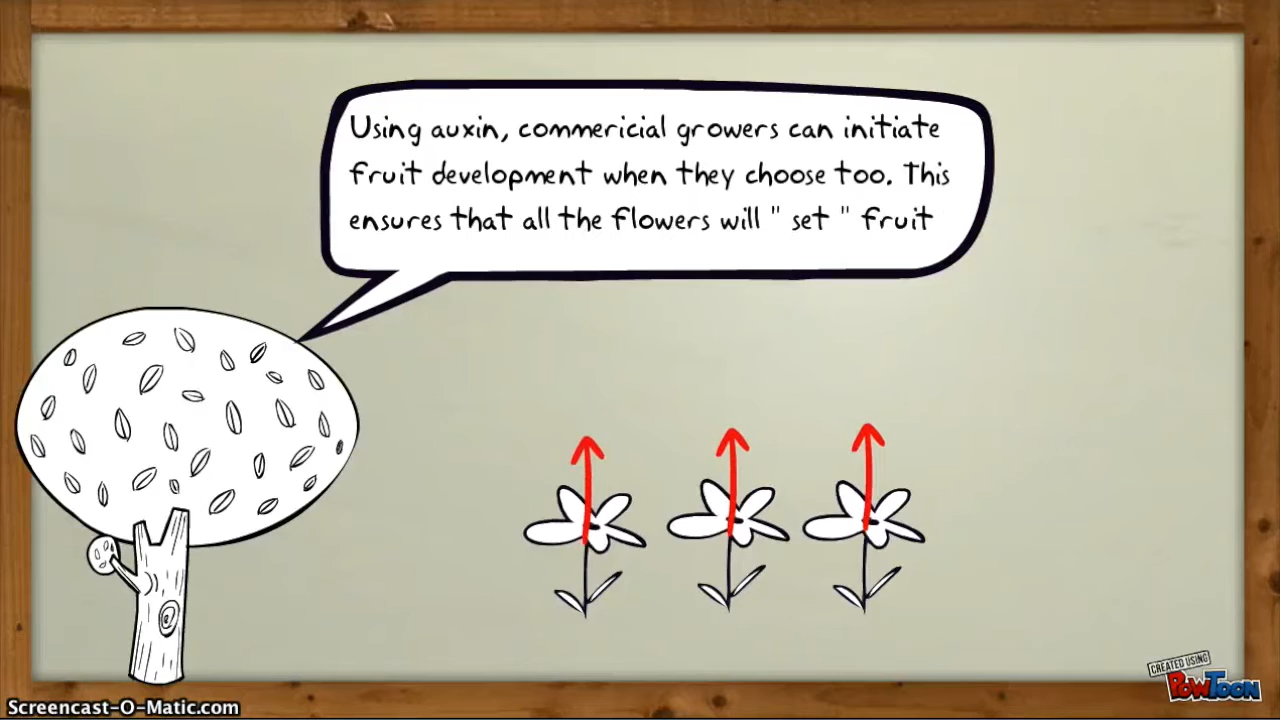 Using auxin, commericial growers can initiate
fruit development when they choose too. This
ensures that all the flowers will " set " fruit
CREATED USING
POWTOON
Screencast-O-Matic.com